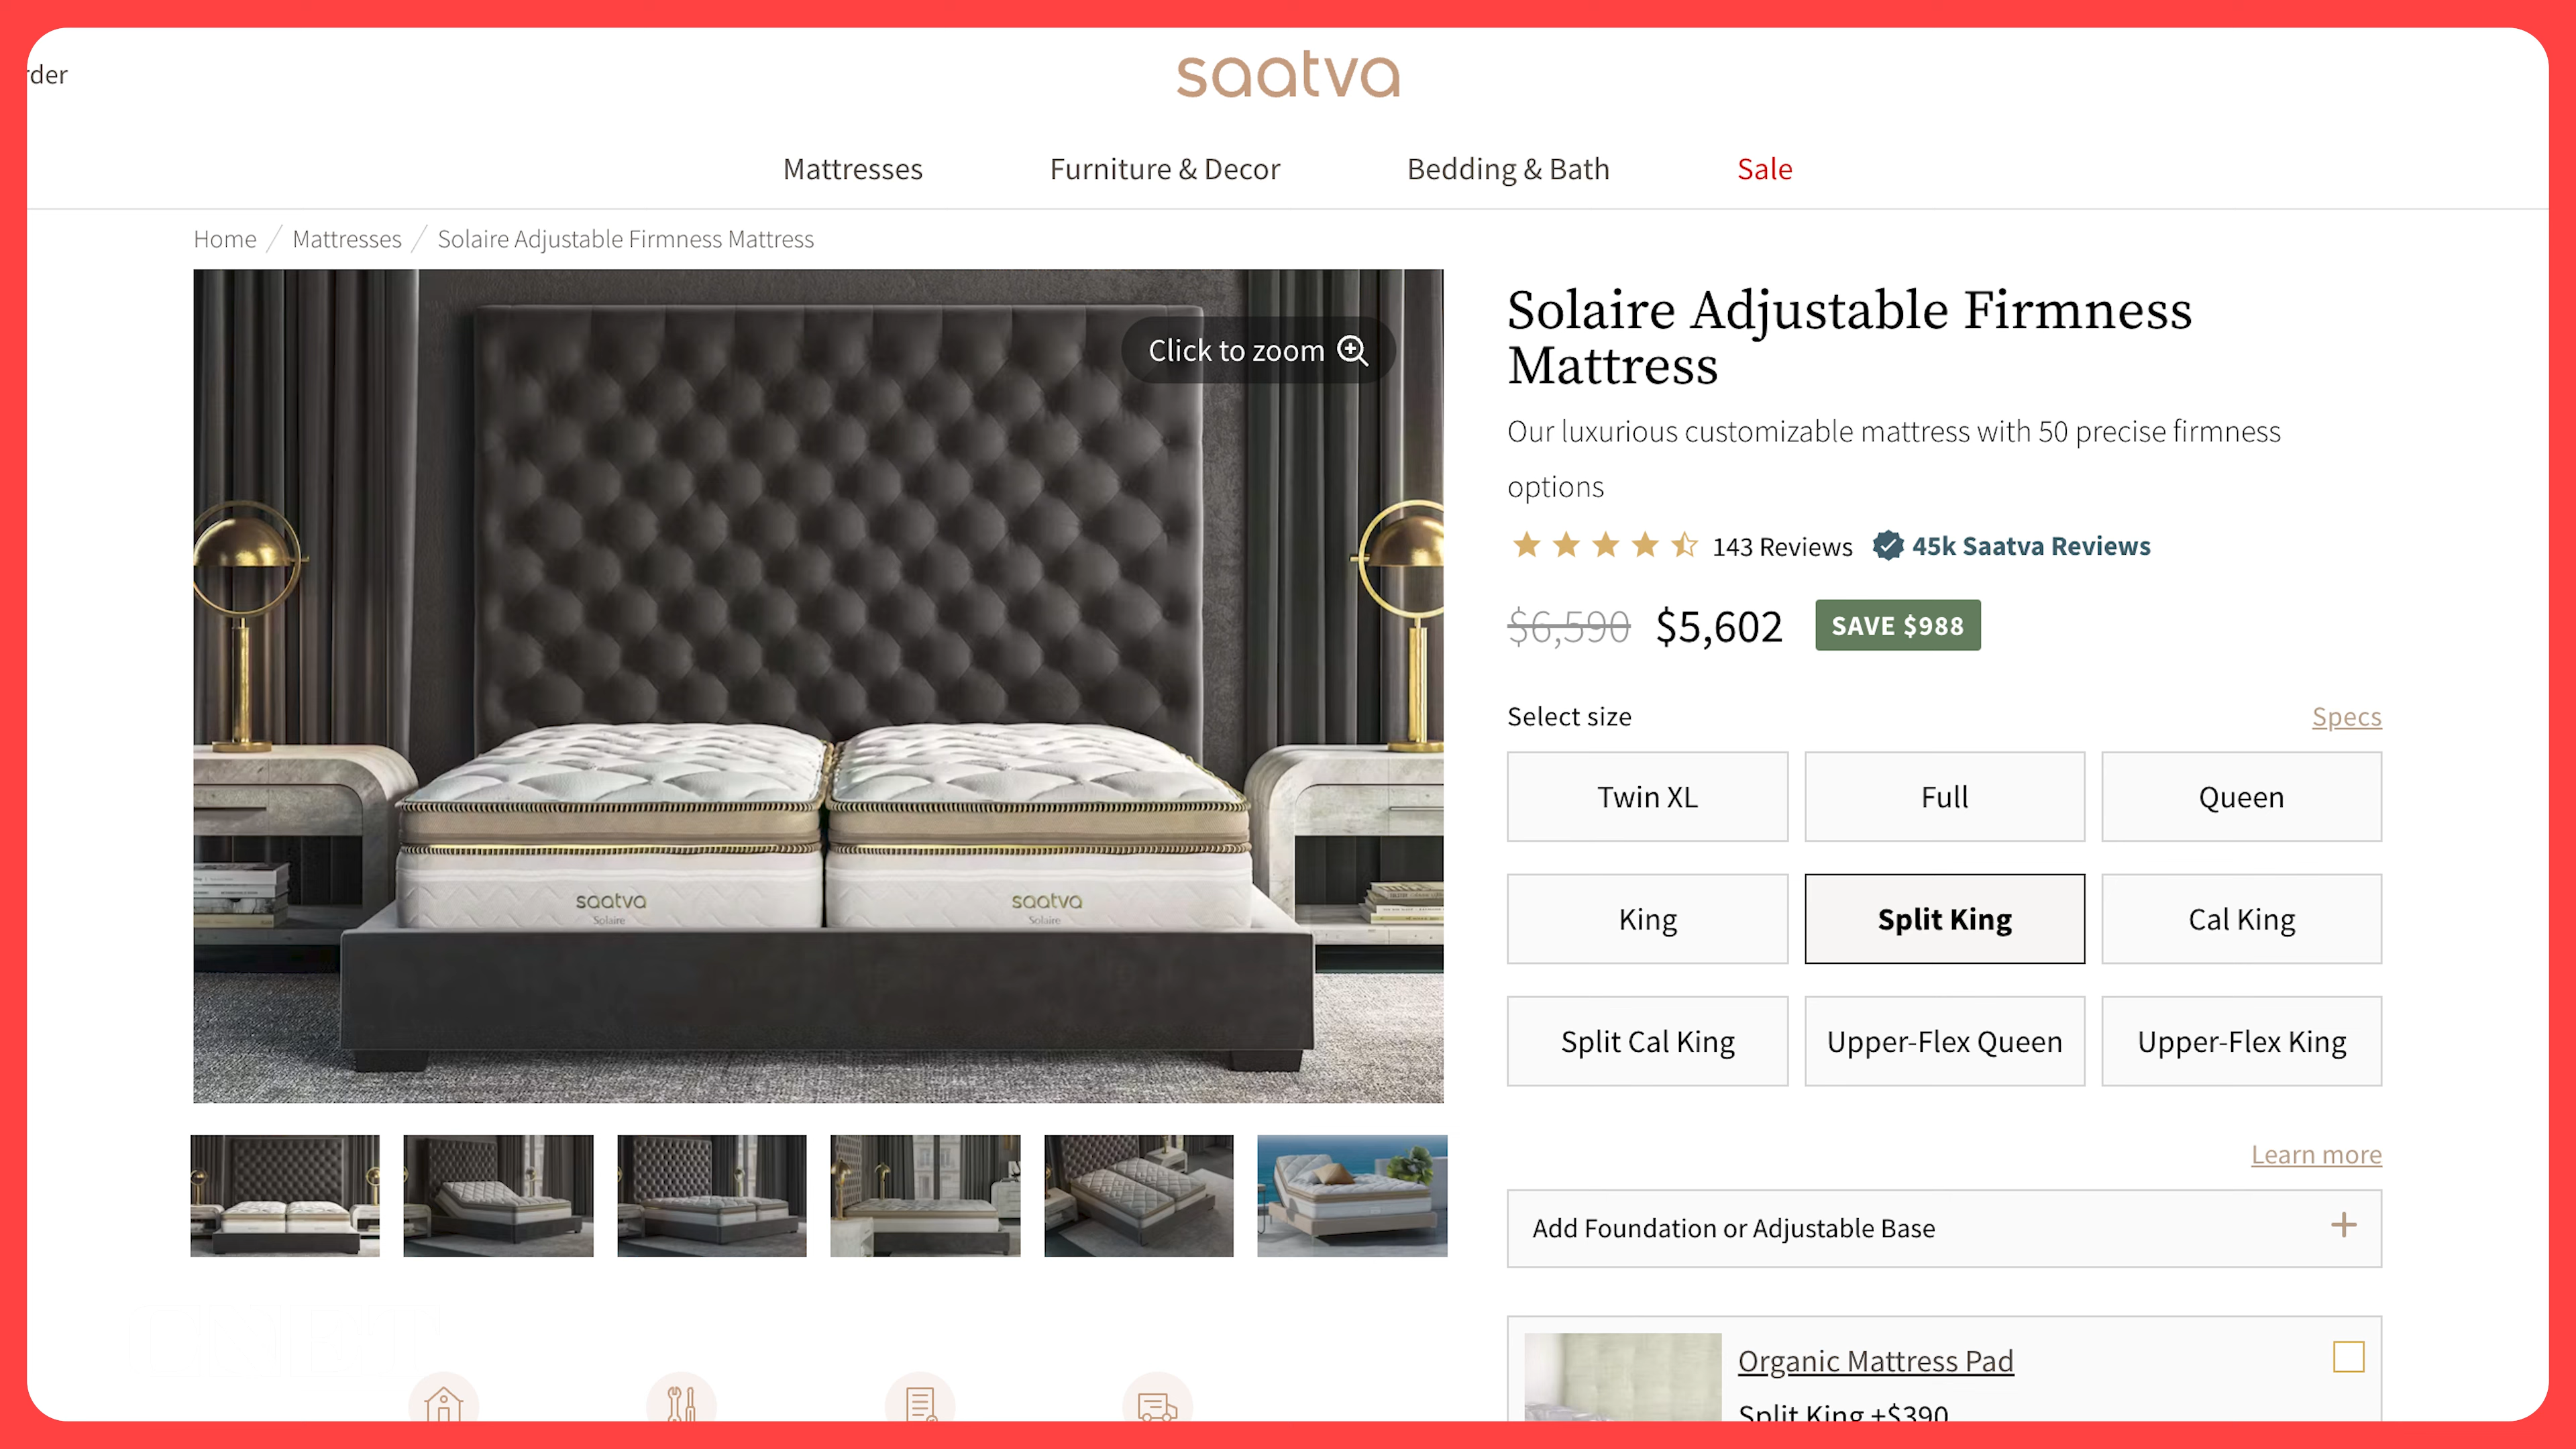 rder
saatva
Mattresses Furniture & Decor Bedding & Bath Sale
Home / Mattresses / Solaire Adjustable Firmness Mattress
Click to zoom
saatva
Solaire
saatva
Solaire
Solaire Adjustable Firmness
Mattress
Our luxurious customizable mattress with 50 precise firmness
options
143 Reviews 45k Saatva Reviews
$6,590 $5,602 SAVE $988
Select size Specs
Twin XL Full Queen
King Split King Cal King
Split Cal King Upper-Flex Queen Upper-Flex King
Learn more
Add Foundation or Adjustable Base +
Organic Mattress Pad
Split King +$390